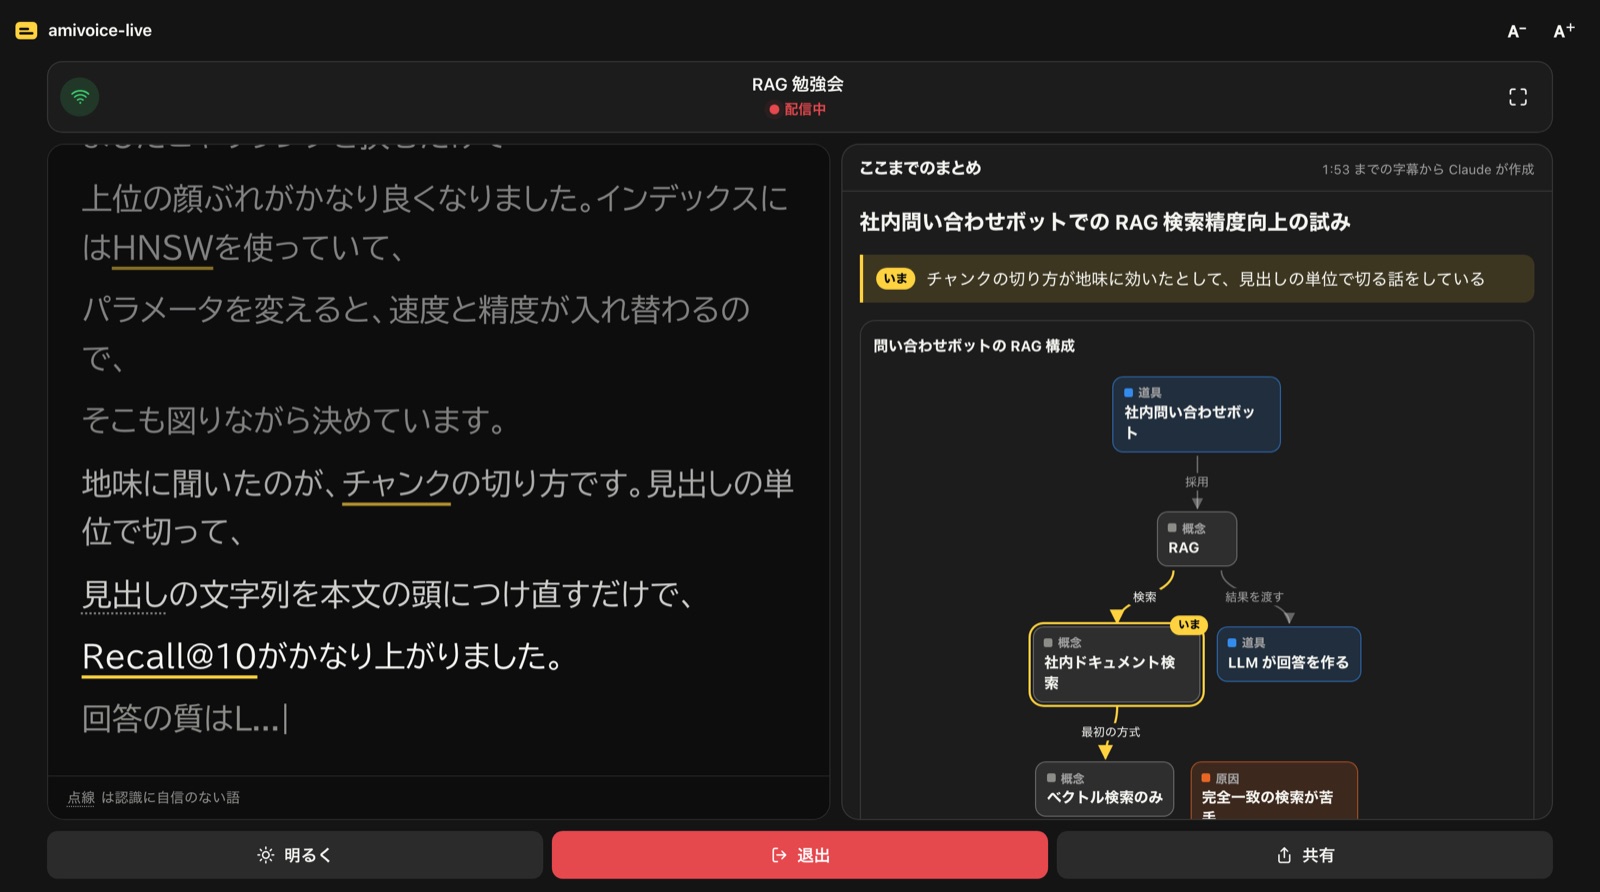 amivoice-live
A⁻ A⁺
RAG 勉強会
配信中
上位の顔ぶれがかなり良くなりました。インデックスに
はHNSWを使っていて、
パラメータを変えると、速度と精度が入れ替わるの
で、
そこも図りながら決めています。
地味に聞いたのが、チャンクの切り方です。見出しの単
位で切って、
見出しの文字列を本文の頭につけ直すだけで、
Recall@10がかなり上がりました。
回答の質はL...|
点線 は認識に自信のない語
ここまでのまとめ
1:53 までの字幕から Claude が作成
社内問い合わせボットでの RAG 検索精度向上の試み
いま チャンクの切り方が地味に効いたとして、見出しの単位で切る話をしている
問い合わせボットの RAG 構成
道具
社内問い合わせボッ
ト
採用
概念
RAG
検索
結果を渡す
いま
概念
社内ドキュメント検
索
道具
LLM が回答を作る
最初の方式
概念
ベクトル検索のみ
原因
完全一致の検索が苦
手
明るく
退出
共有